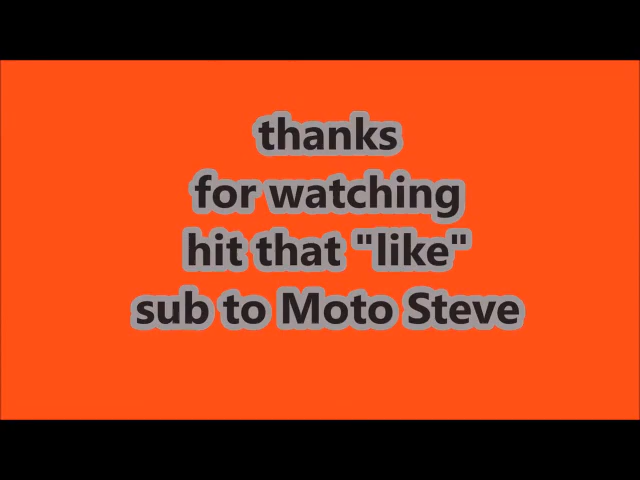 thanks
for watching
hit that "like"
sub to Moto Steve